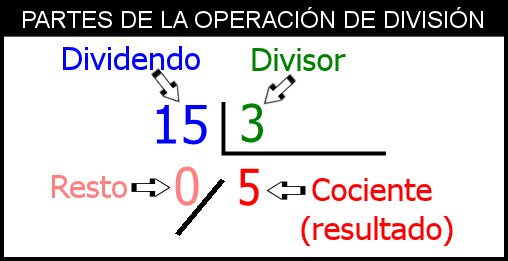 PARTES DE LA OPERACIÓN DE DIVISIÓN
Dividendo Divisor
15 3
Resto 0 5 Cociente
(resultado)